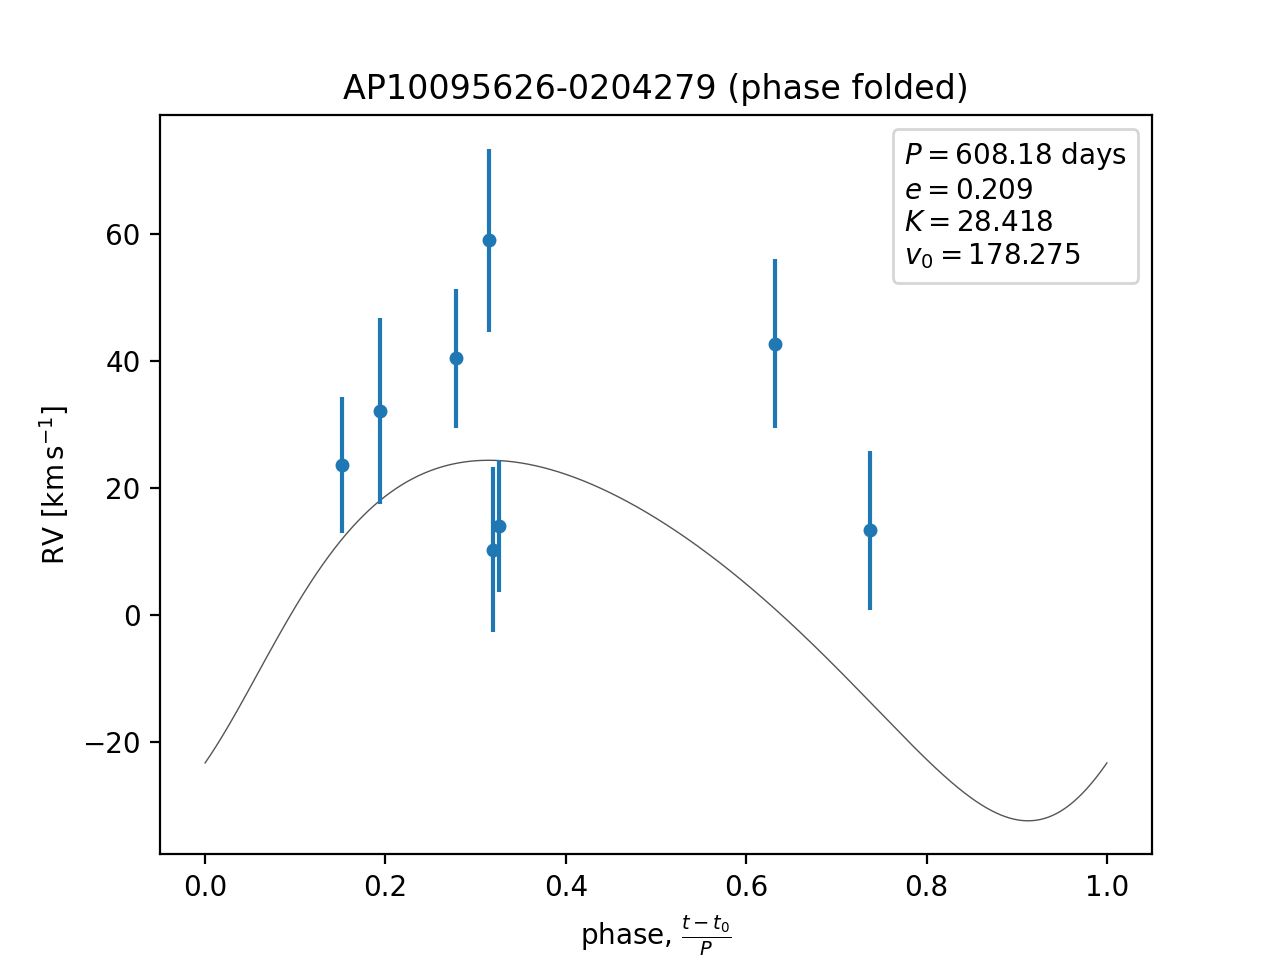 AP10095626-0204279 (phase folded)
P = 608.18 days
e = 0.209
K = 28.418
v₀ = 178.275
60
40
20
0
−20
RV [km s⁻¹]
0.0 0.2 0.4 0.6 0.8 1.0
phase, (t − t₀)/P